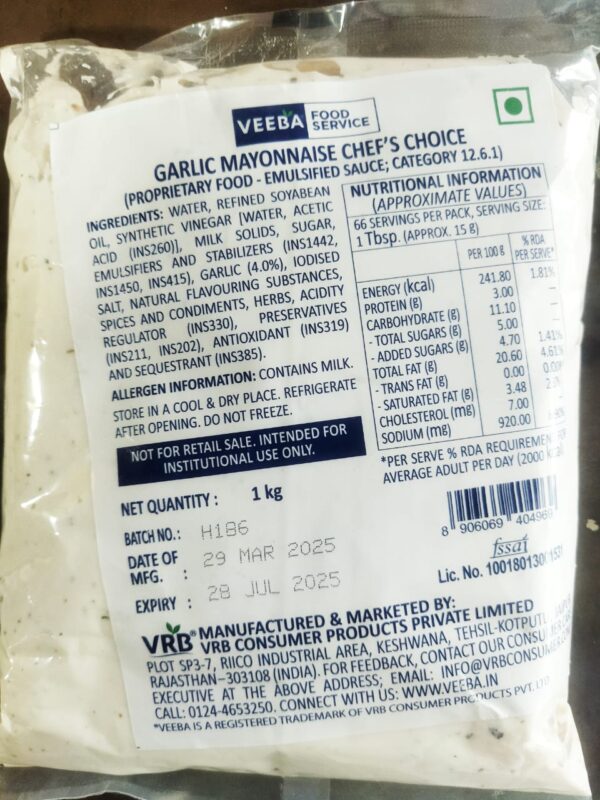 VEEBA FOOD SERVICE
GARLIC MAYONNAISE CHEF'S CHOICE
(PROPRIETARY FOOD - EMULSIFIED SAUCE; CATEGORY 12.6.1)
INGREDIENTS: WATER, REFINED SOYABEAN
OIL, SYNTHETIC VINEGAR [WATER, ACETIC
ACID (INS260)], MILK SOLIDS, SUGAR,
EMULSIFIERS AND STABILIZERS (INS1442,
INS1450, INS415), GARLIC (4.0%), IODISED
SALT, NATURAL FLAVOURING SUBSTANCES,
SPICES AND CONDIMENTS, HERBS, ACIDITY
REGULATOR (INS330), PRESERVATIVES
(INS211, INS202), ANTIOXIDANT (INS319)
AND SEQUESTRANT (INS385).
ALLERGEN INFORMATION: CONTAINS MILK.
STORE IN A COOL & DRY PLACE. REFRIGERATE
AFTER OPENING. DO NOT FREEZE.
NOT FOR RETAIL SALE. INTENDED FOR
INSTITUTIONAL USE ONLY.
NUTRITIONAL INFORMATION
(APPROXIMATE VALUES)
66 SERVINGS PER PACK, SERVING SIZE:
1 Tbsp. (APPROX. 15 g)
PER 100 g % RDA PER SERVE*
ENERGY (kcal) 241.80 1.81%
PROTEIN (g) 3.00 —
CARBOHYDRATE (g) 11.10 —
- TOTAL SUGARS (g) 5.00 —
- ADDED SUGARS (g) 4.70 1.41%
TOTAL FAT (g) 20.60 4.61%
- TRANS FAT (g) 0.00
- SATURATED FAT (g) 3.48
CHOLESTEROL (mg) 7.00
SODIUM (mg) 920.00
*PER SERVE % RDA REQUIREMENT
AVERAGE ADULT PER DAY (2000
NET QUANTITY : 1 kg
BATCH NO.: H186
DATE OF
MFG. : 29 MAR 2025
EXPIRY : 28 JUL 2025
8 906069 404969
fssai
Lic. No.
VRB® MANUFACTURED & MARKETED BY:
VRB CONSUMER PRODUCTS PRIVATE LIMITED
PLOT SP3-7, RIICO INDUSTRIAL AREA, KESHWANA, TEHSIL-KOTPUTLI,
RAJASTHAN-303108 (INDIA). FOR FEEDBACK, CONTACT OUR
EXECUTIVE AT THE ABOVE ADDRESS; EMAIL:
CALL: 0124-4653250. CONNECT WITH US: WWW.VEEBA.IN
*VEEBA IS A REGISTERED TRADEMARK OF VRB CONSUMER PRODUCTS PVT. LTD